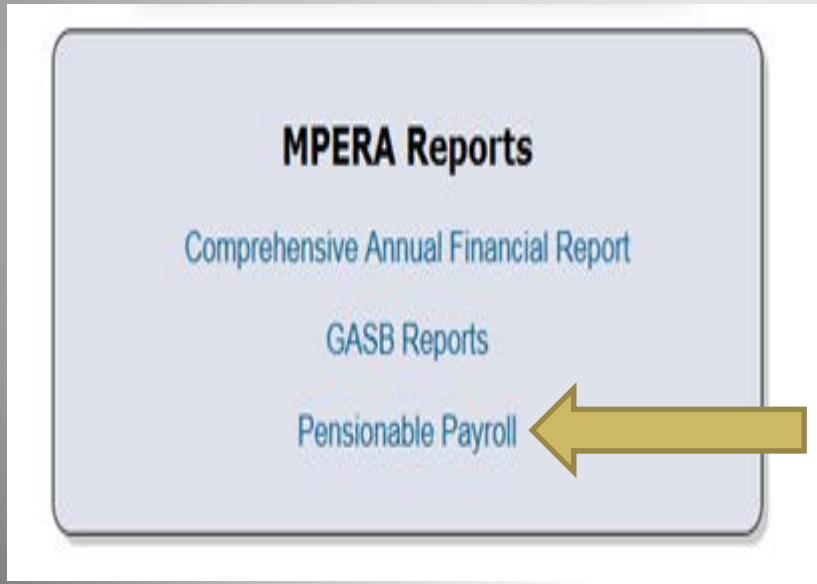 MPERA Reports
Comprehensive Annual Financial Report
GASB Reports
Pensionable Payroll